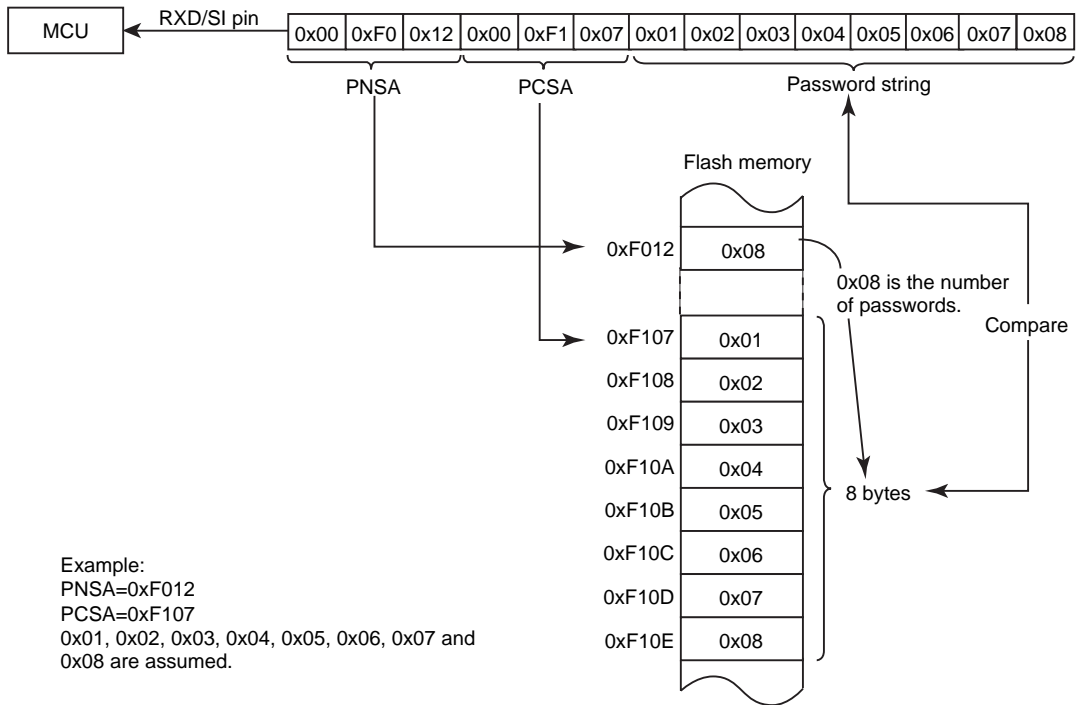 RXD/SI pin
MCU
0x00 0xF0 0x12 0x00 0xF1 0x07 0x01 0x02 0x03 0x04 0x05 0x06 0x07 0x08
PNSA PCSA Password string
Flash memory
0xF012 0x08
0x08 is the number
of passwords.
Compare
0xF107 0x01
0xF108 0x02
0xF109 0x03
0xF10A 0x04
8 bytes
0xF10B 0x05
0xF10C 0x06
0xF10D 0x07
0xF10E 0x08
Example:
PNSA=0xF012
PCSA=0xF107
0x01, 0x02, 0x03, 0x04, 0x05, 0x06, 0x07 and
0x08 are assumed.